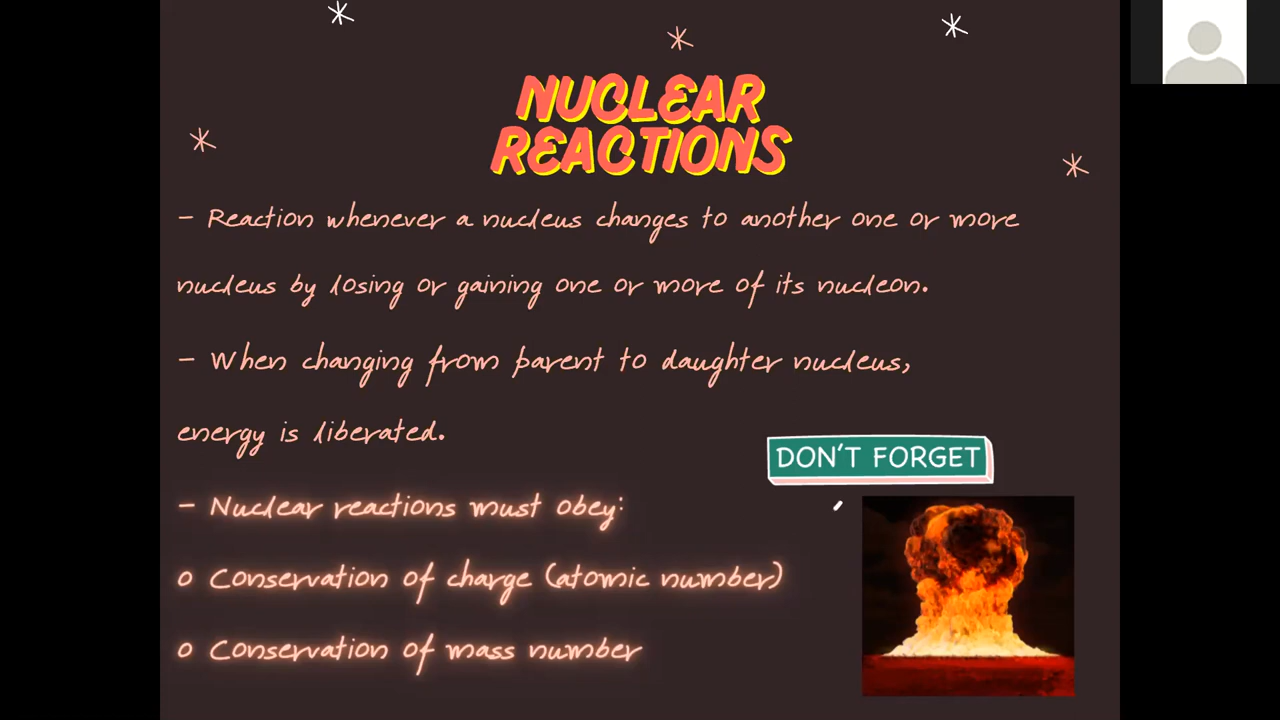 NUCLEAR
REACTIONS
- Reaction whenever a nucleus changes to another one or more
nucleus by losing or gaining one or more of its nucleon.
- When changing from parent to daughter nucleus,
energy is liberated.
DON'T FORGET
- Nuclear reactions must obey:
o Conservation of charge (atomic number)
o Conservation of mass number